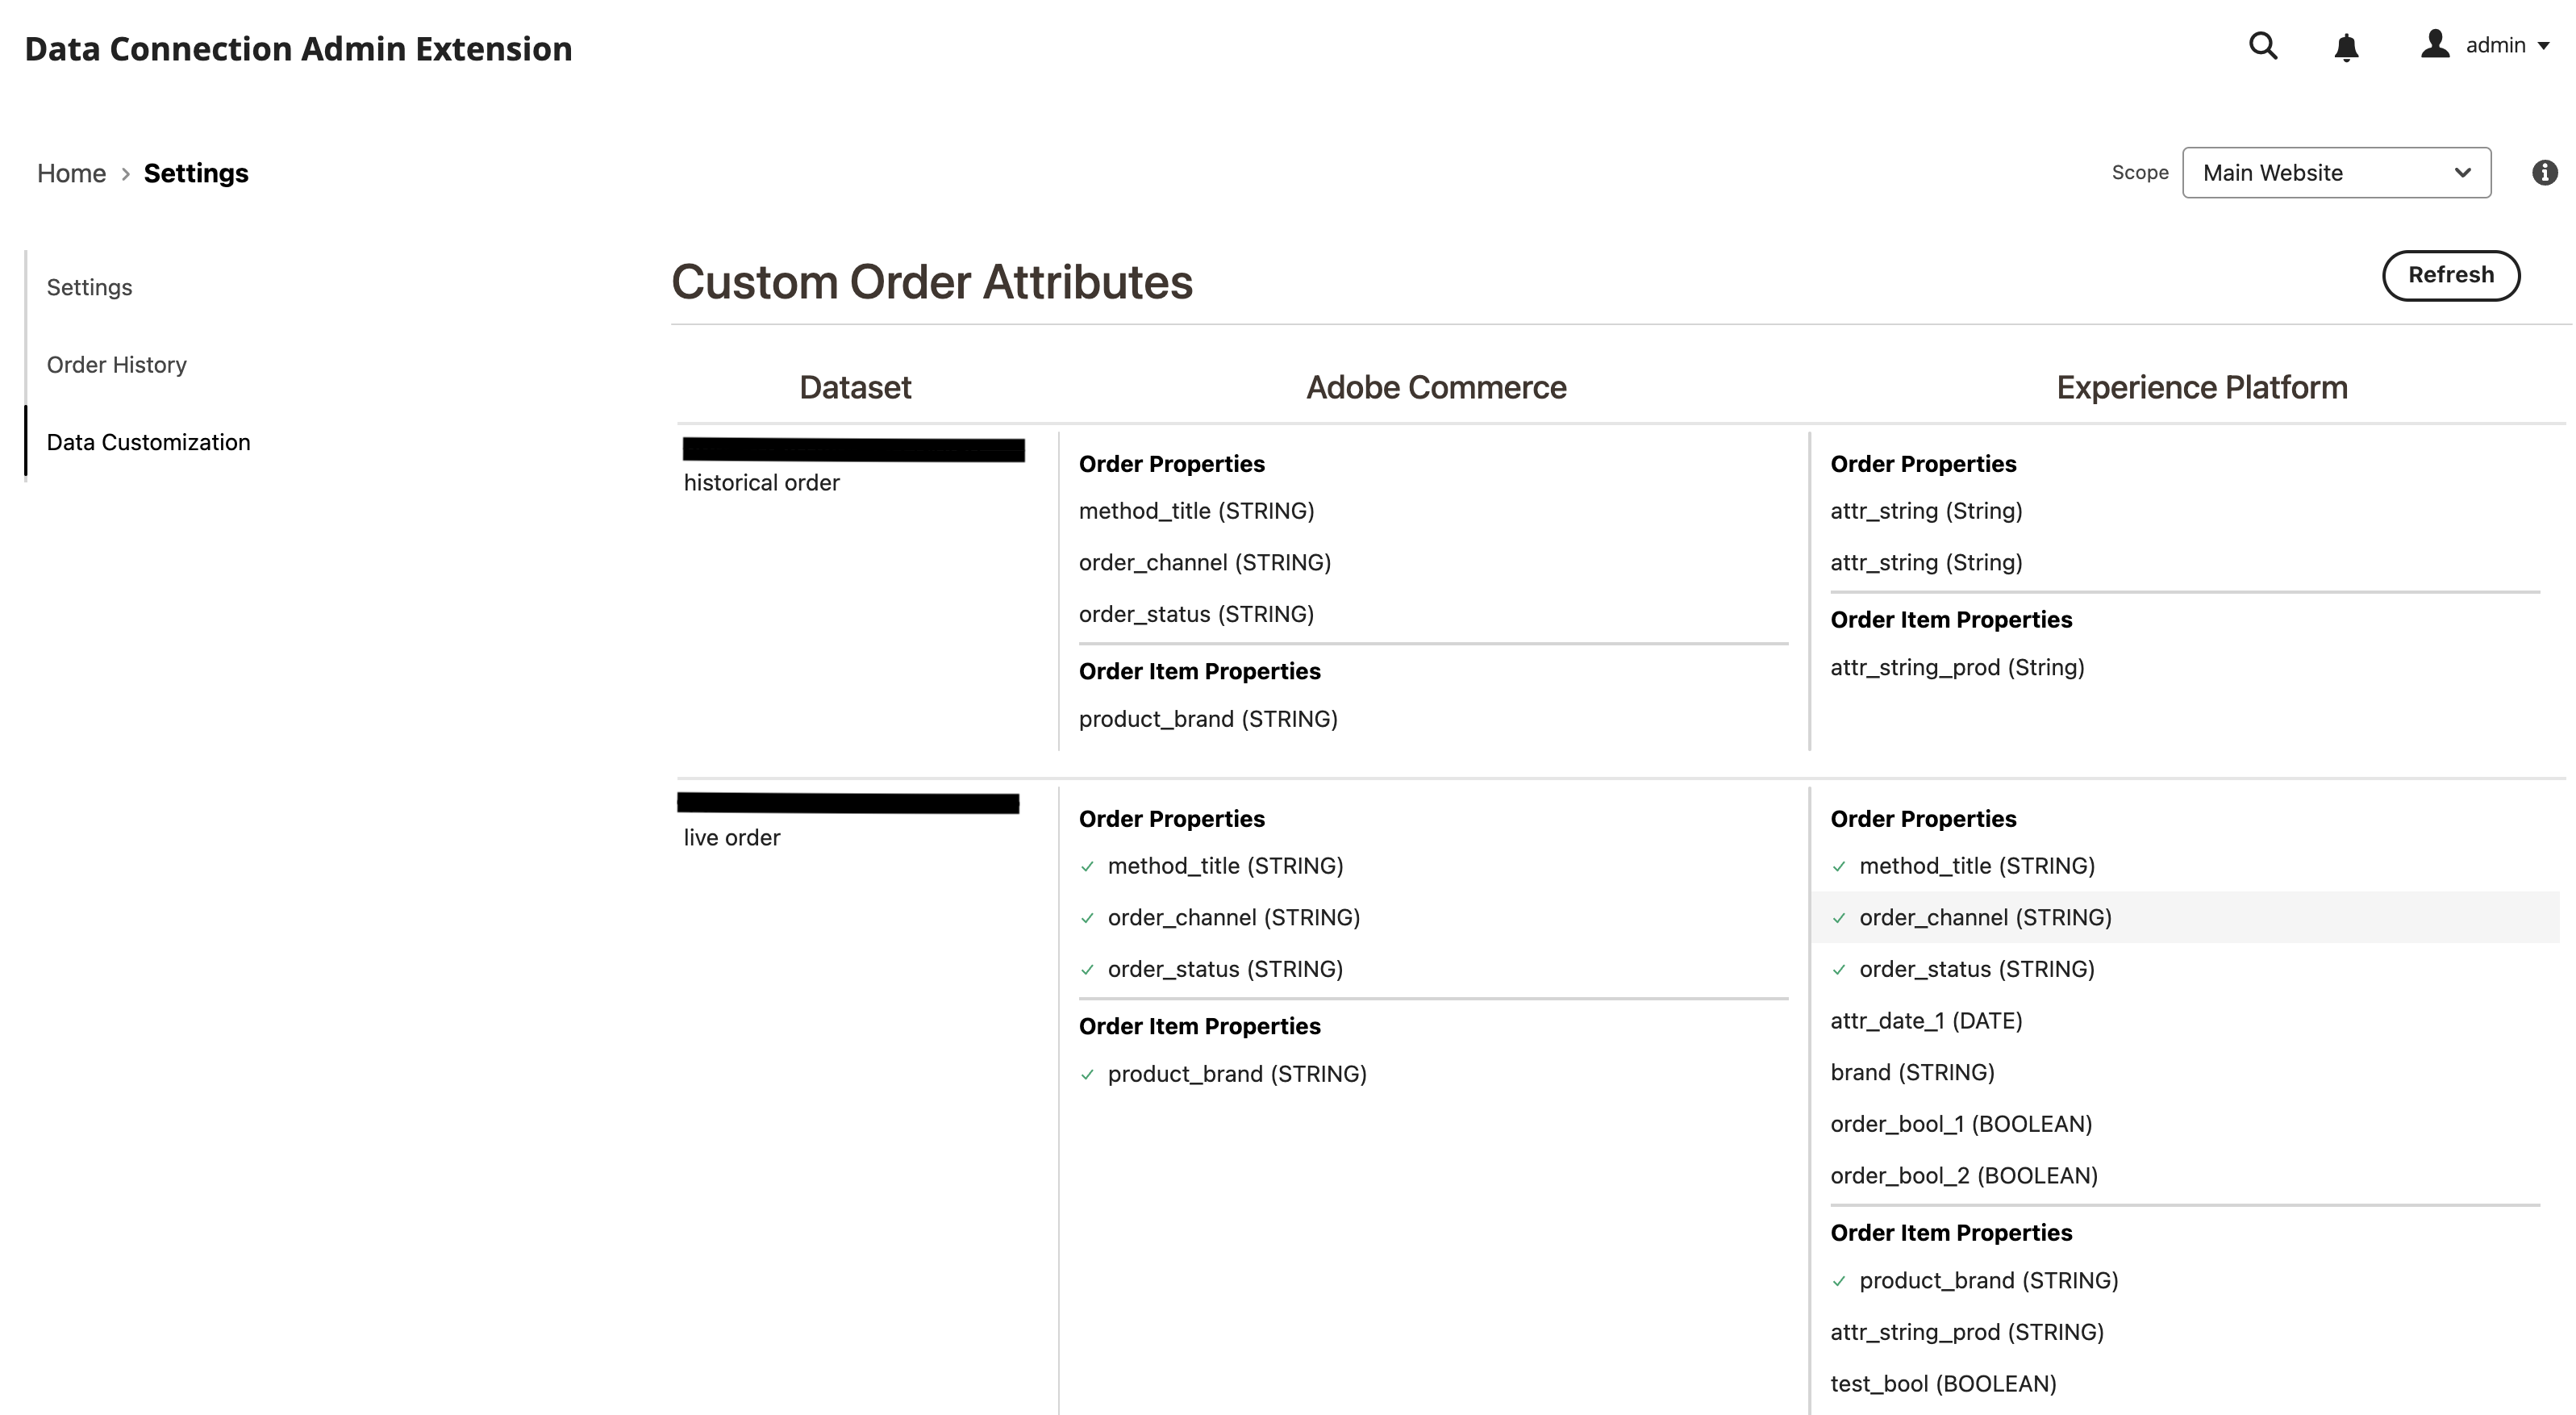 Data Connection Admin Extension
admin
Home › Settings
Scope
Main Website
Settings
Order History
Data Customization
Custom Order Attributes
Refresh
Dataset
Adobe Commerce
Experience Platform
historical order
Order Properties
method_title (STRING)
order_channel (STRING)
order_status (STRING)
Order Item Properties
product_brand (STRING)
Order Properties
attr_string (String)
attr_string (String)
Order Item Properties
attr_string_prod (String)
live order
Order Properties
method_title (STRING)
order_channel (STRING)
order_status (STRING)
Order Item Properties
product_brand (STRING)
Order Properties
method_title (STRING)
order_channel (STRING)
order_status (STRING)
attr_date_1 (DATE)
brand (STRING)
order_bool_1 (BOOLEAN)
order_bool_2 (BOOLEAN)
Order Item Properties
product_brand (STRING)
attr_string_prod (STRING)
test_bool (BOOLEAN)